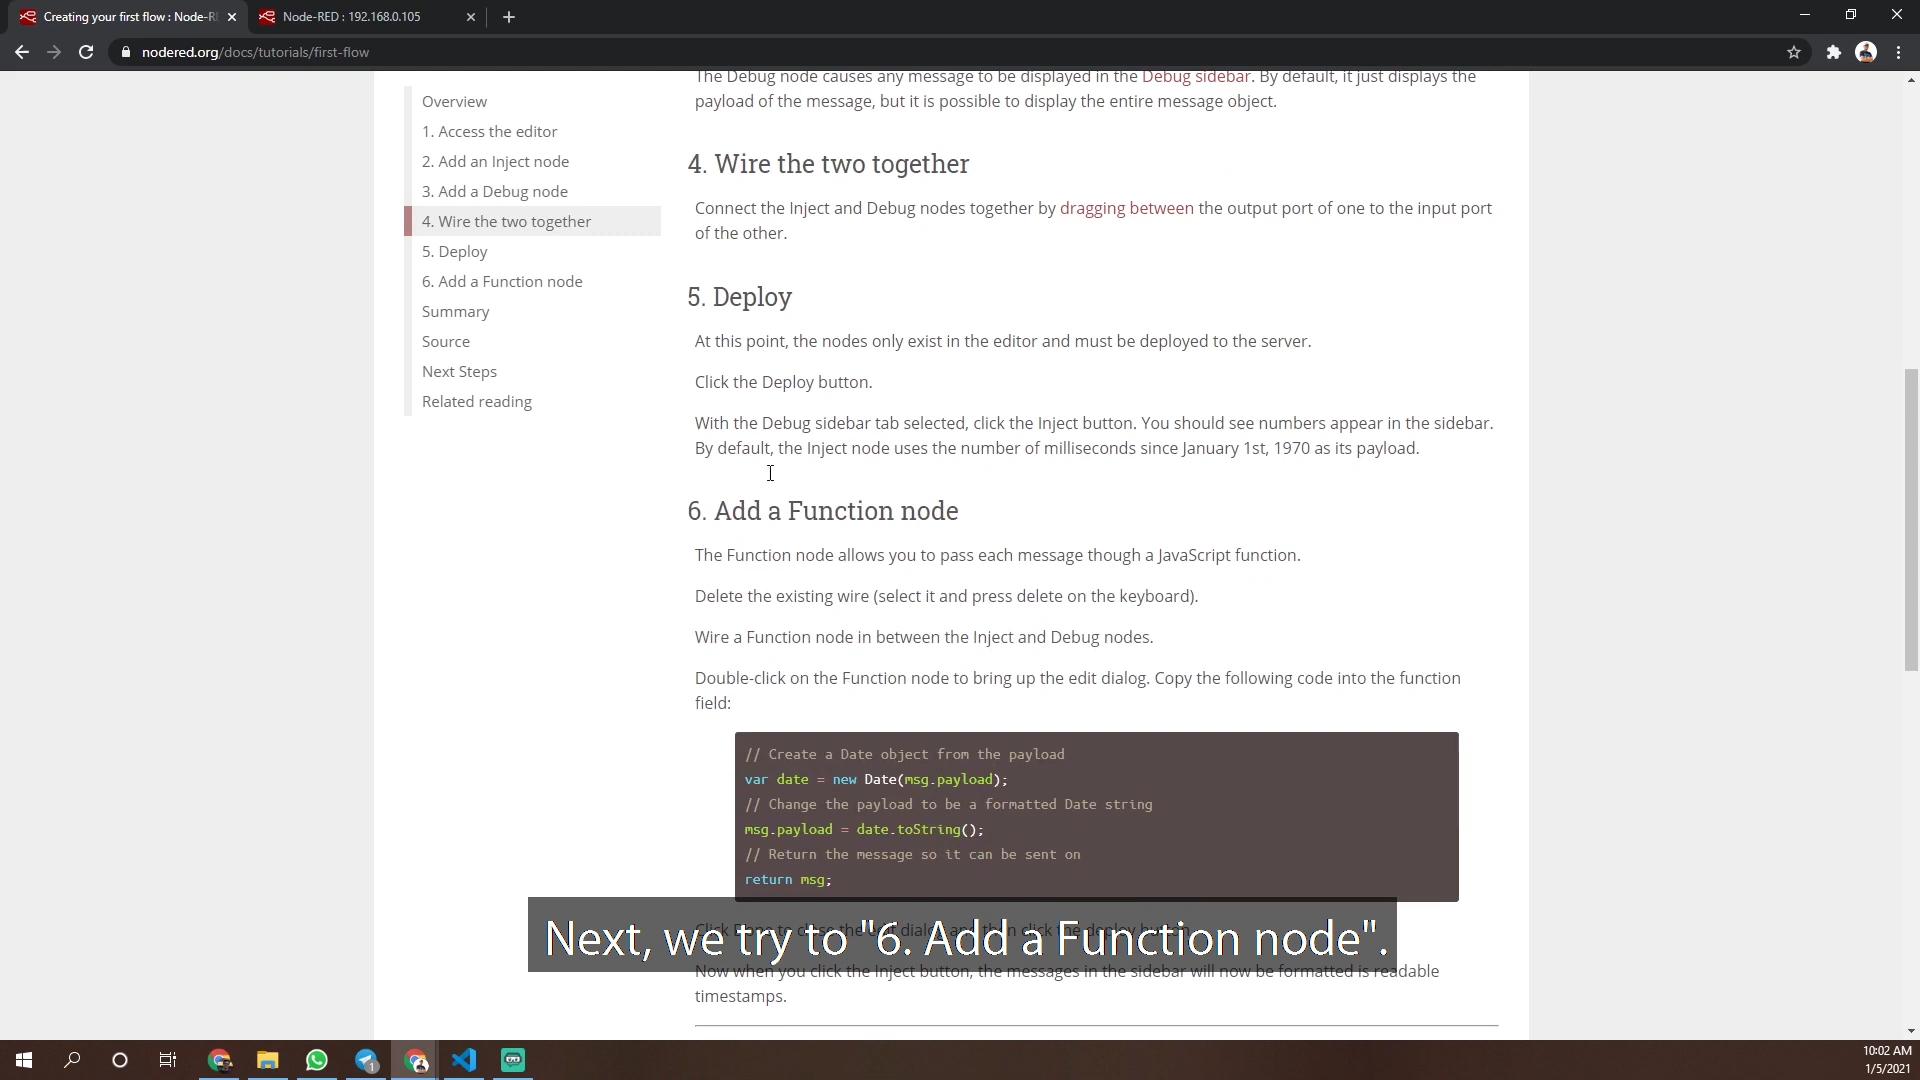 Creating your first flow : Node-R
Node-RED : 192.168.0.105
nodered.org/docs/tutorials/first-flow
Overview
1. Access the editor
2. Add an Inject node
3. Add a Debug node
4. Wire the two together
5. Deploy
6. Add a Function node
Summary
Source
Next Steps
Related reading
The Debug node causes any message to be displayed in the Debug sidebar. By default, it just displays the
payload of the message, but it is possible to display the entire message object.
4. Wire the two together
Connect the Inject and Debug nodes together by dragging between the output port of one to the input port
of the other.
5. Deploy
At this point, the nodes only exist in the editor and must be deployed to the server.
Click the Deploy button.
With the Debug sidebar tab selected, click the Inject button. You should see numbers appear in the sidebar.
By default, the Inject node uses the number of milliseconds since January 1st, 1970 as its payload.
6. Add a Function node
The Function node allows you to pass each message though a JavaScript function.
Delete the existing wire (select it and press delete on the keyboard).
Wire a Function node in between the Inject and Debug nodes.
Double-click on the Function node to bring up the edit dialog. Copy the following code into the function
field:
// Create a Date object from the payload
var date = new Date(msg.payload);
// Change the payload to be a formatted Date string
msg.payload = date.toString();
// Return the message so it can be sent on
return msg;
Click Done to close the edit dialog and then click the deploy button.
Next, we try to "6. Add a Function node".
Now when you click the Inject button, the messages in the sidebar will now be formatted is readable
timestamps.
1
10:02 AM
1/5/2021